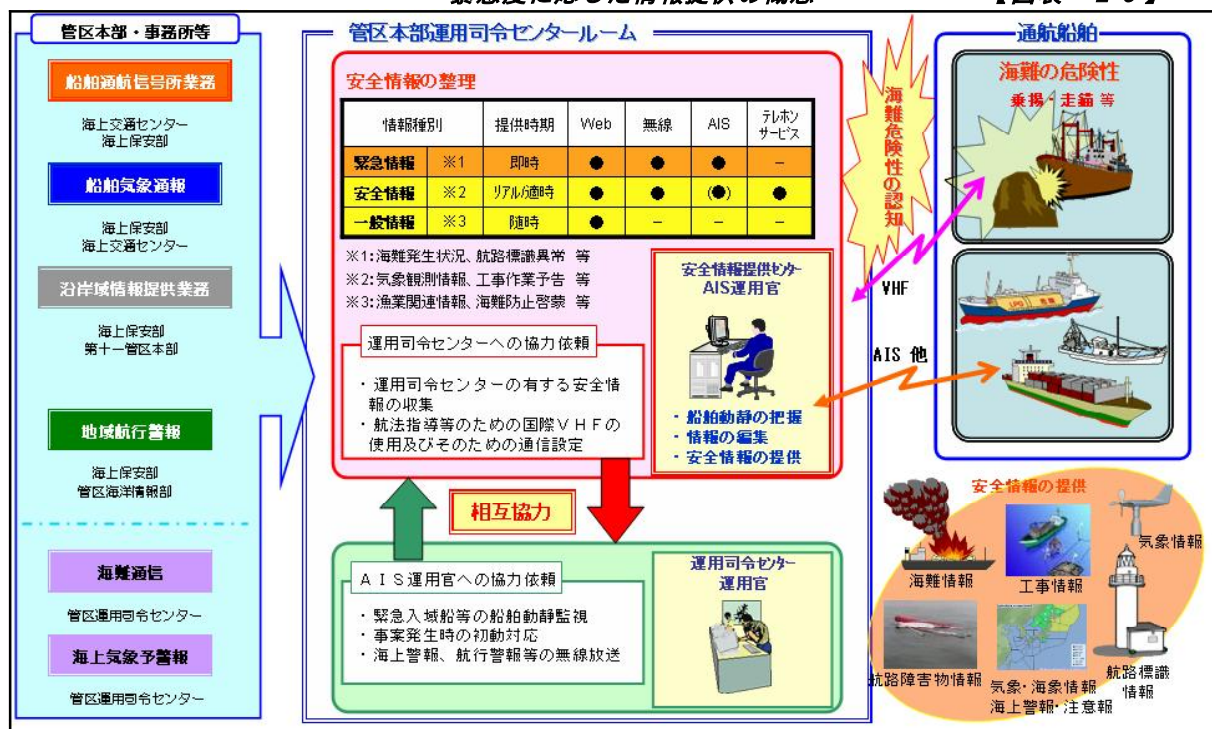 緊急度に応じた情報提供の概念
管区本部・事務所等
船舶通航信号所業務
海上交通センター
海上保安部
船舶気象通報
海上保安部
海上交通センター
沿岸域情報提供業務
海上保安部
第十一管区本部
地域航行警報
海上保安部
管区海洋情報部
海難通信
管区運用司令センター
海上気象予警報
管区運用司令センター
管区本部運用司令センタールーム
安全情報の整理
情報種別 提供時期 Web 無線 AIS テレホン
サービス
緊急情報 ※1 即時 ● ● ● −
安全情報 ※2 リアル/適時 ● ● (●) ●
一般情報 ※3 随時 ● − − −
※1:海難発生状況、航路標識異常 等
※2:気象観測情報、工事作業予告 等
※3:漁業関連情報、海難防止啓蒙 等
運用司令センターへの協力依頼
・運用司令センターの有する安全情
報の収集
・航法指導等のための国際VHFの
使用及びそのための通信設定
安全情報提供センター
AIS運用官
・船舶動静の把握
・情報の編集
・安全情報の提供
相互協力
AIS運用官への協力依頼
・緊急入域船等の船舶動静監視
・事案発生時の初動対応
・海上警報、航行警報等の無線放送
運用司令センター
運用官
海難危険性の認知
VHF
AIS 他
通航船舶
海難の危険性
乗揚・走錨 等
LPG
安全情報の提供
気象情報
海難情報
工事情報
航路障害物情報
気象・海象情報
海上警報・注意報
航路標識
情報